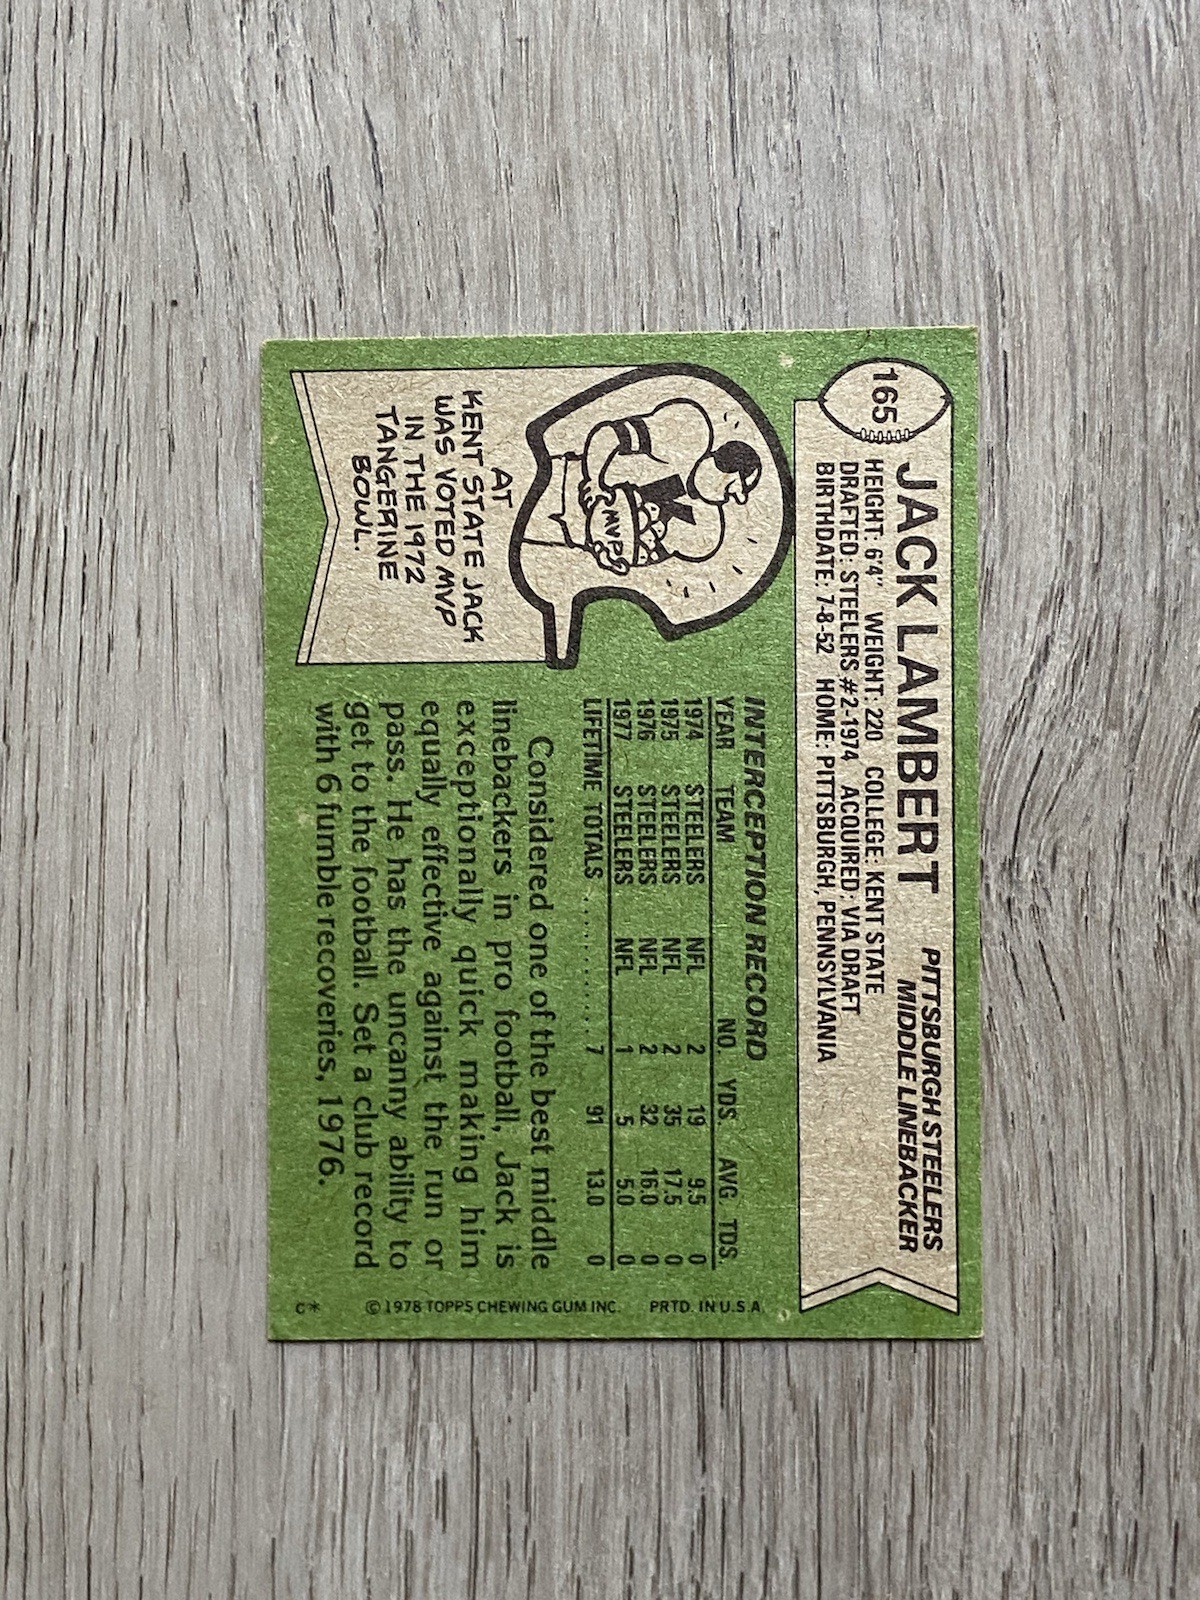 165
JACK LAMBERT
PITTSBURGH STEELERS
MIDDLE LINEBACKER
HEIGHT: 6'4" WEIGHT: 220 COLLEGE: KENT STATE
DRAFTED: STEELERS #2-1974 ACQUIRED: VIA DRAFT
BIRTHDATE: 7-8-52 HOME: PITTSBURGH, PENNSYLVANIA
K
MVP
AT
KENT STATE JACK
WAS VOTED MVP
IN THE 1972
TANGERINE
BOWL.
INTERCEPTION RECORD
YEAR TEAM NO. YDS. AVG. TDS.
1974 STEELERS NFL 2 19 9.5 0
1975 STEELERS NFL 2 35 17.5 0
1976 STEELERS NFL 2 32 16.0 0
1977 STEELERS NFL 1 5 5.0 0
LIFETIME TOTALS ........... 7 91 13.0 0
Considered one of the best middle
linebackers in pro football, Jack is
exceptionally quick making him
equally effective against the run or
pass. He has the uncanny ability to
get to the football. Set a club record
with 6 fumble recoveries, 1976.
C* © 1978 TOPPS CHEWING GUM INC. PRTD. IN U.S.A.